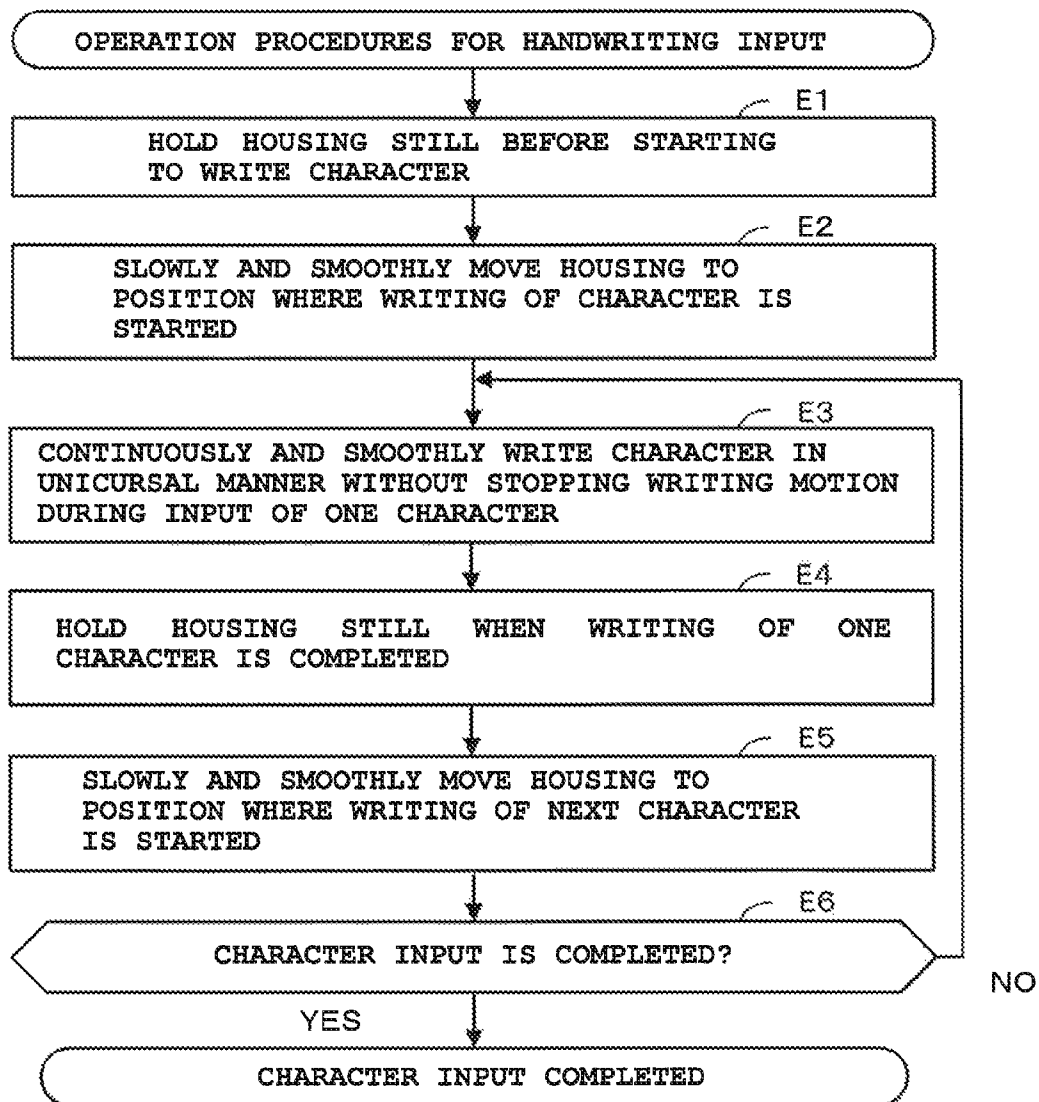 OPERATION PROCEDURES FOR HANDWRITING INPUT
E1
HOLD HOUSING STILL BEFORE STARTING
TO WRITE CHARACTER
E2
SLOWLY AND SMOOTHLY MOVE HOUSING TO
POSITION WHERE WRITING OF CHARACTER IS
STARTED
E3
CONTINUOUSLY AND SMOOTHLY WRITE CHARACTER IN
UNICURSAL MANNER WITHOUT STOPPING WRITING MOTION
DURING INPUT OF ONE CHARACTER
E4
HOLD HOUSING STILL WHEN WRITING OF ONE
CHARACTER IS COMPLETED
E5
SLOWLY AND SMOOTHLY MOVE HOUSING TO
POSITION WHERE WRITING OF NEXT CHARACTER
IS STARTED
E6
CHARACTER INPUT IS COMPLETED?
NO
YES
CHARACTER INPUT COMPLETED